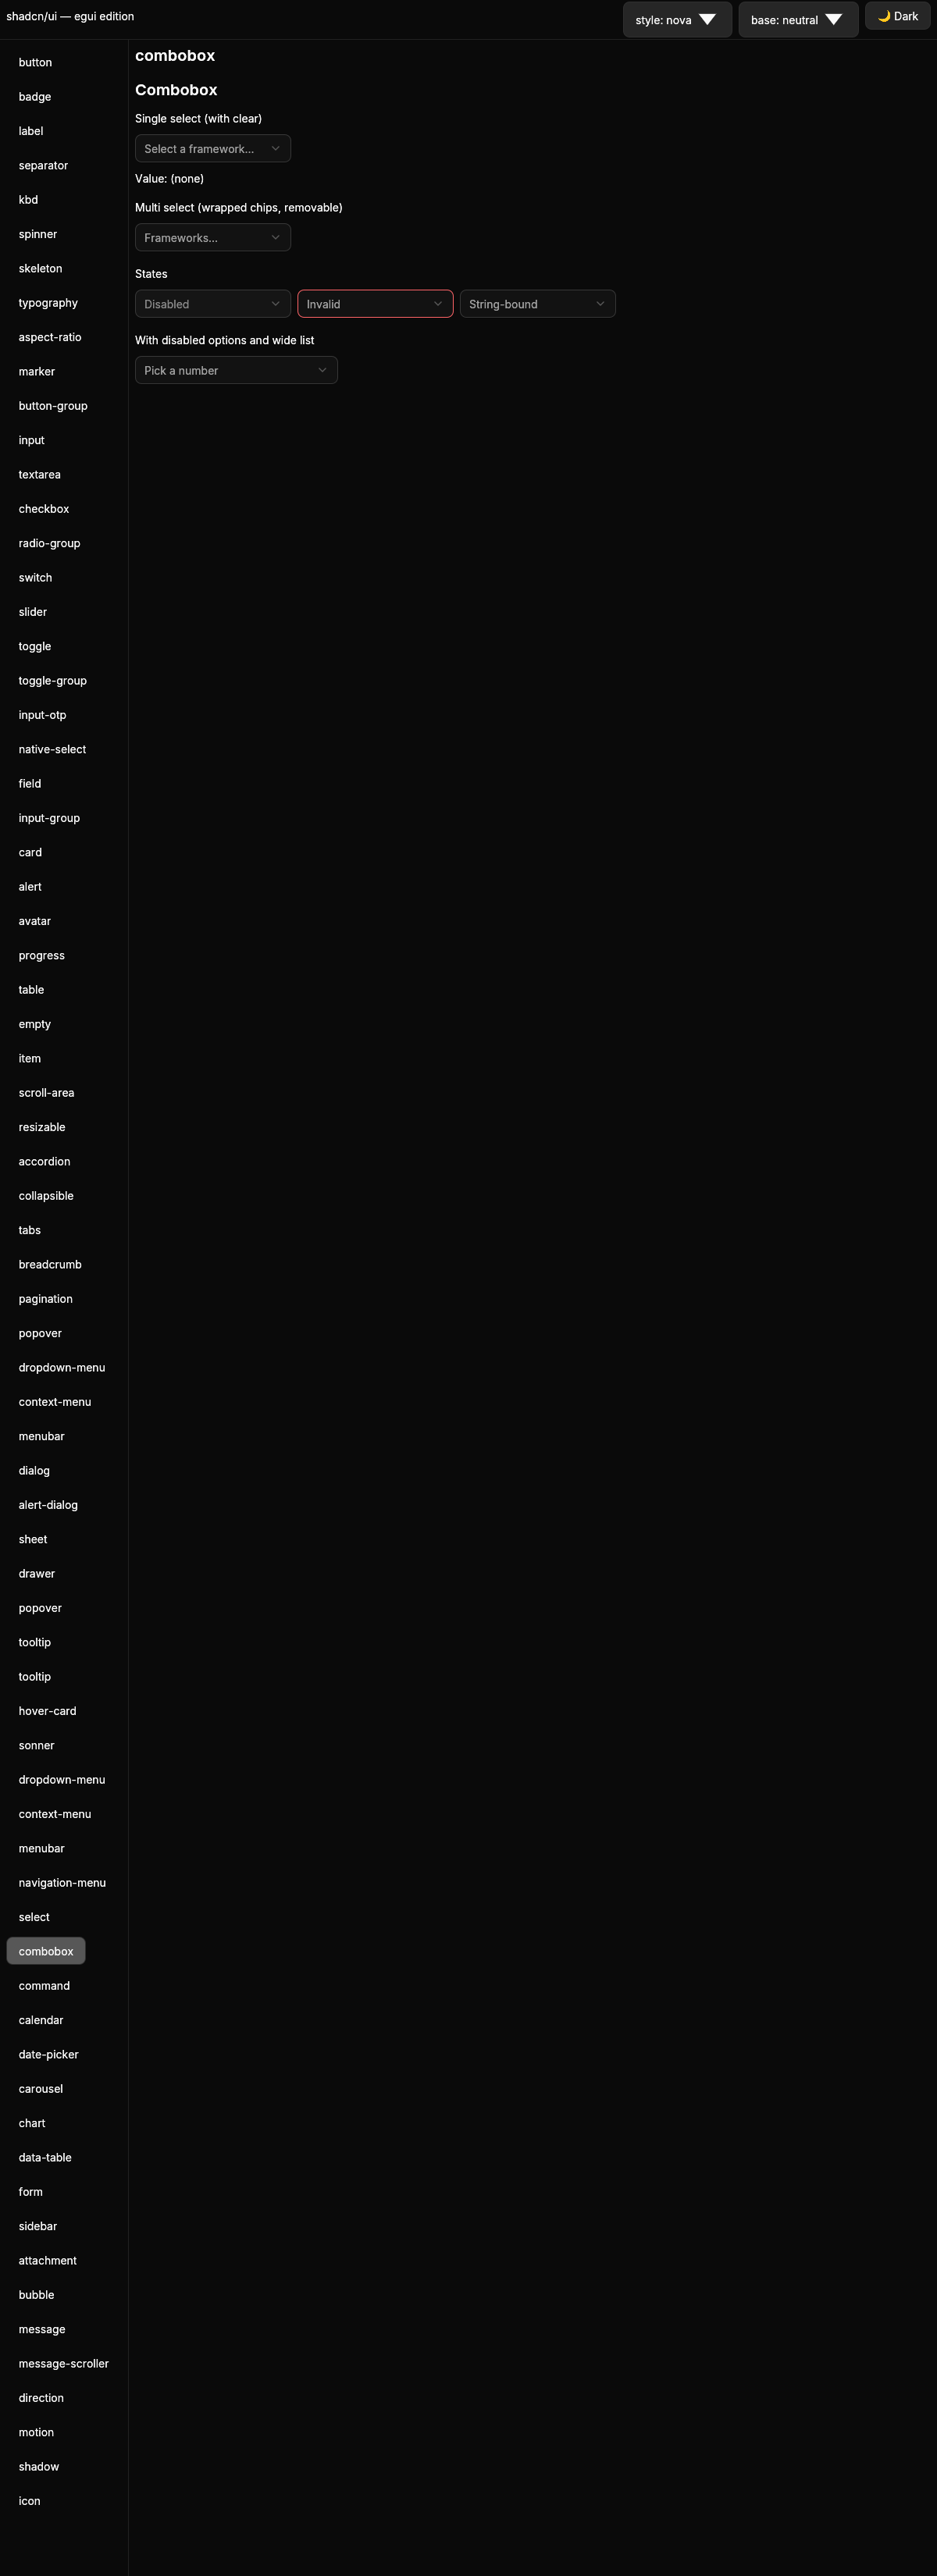 shadcn/ui — egui edition
style: nova
base: neutral
🌙 Dark
button
badge
label
separator
kbd
spinner
skeleton
typography
aspect-ratio
marker
button-group
input
textarea
checkbox
radio-group
switch
slider
toggle
toggle-group
input-otp
native-select
field
input-group
card
alert
avatar
progress
table
empty
item
scroll-area
resizable
accordion
collapsible
tabs
breadcrumb
pagination
popover
dropdown-menu
context-menu
menubar
dialog
alert-dialog
sheet
drawer
popover
tooltip
tooltip
hover-card
sonner
dropdown-menu
context-menu
menubar
navigation-menu
select
combobox
command
calendar
date-picker
carousel
chart
data-table
form
sidebar
attachment
bubble
message
message-scroller
direction
motion
shadow
icon
combobox
Combobox
Single select (with clear)
Select a framework...
Value: (none)
Multi select (wrapped chips, removable)
Frameworks...
States
Disabled
Invalid
String-bound
With disabled options and wide list
Pick a number